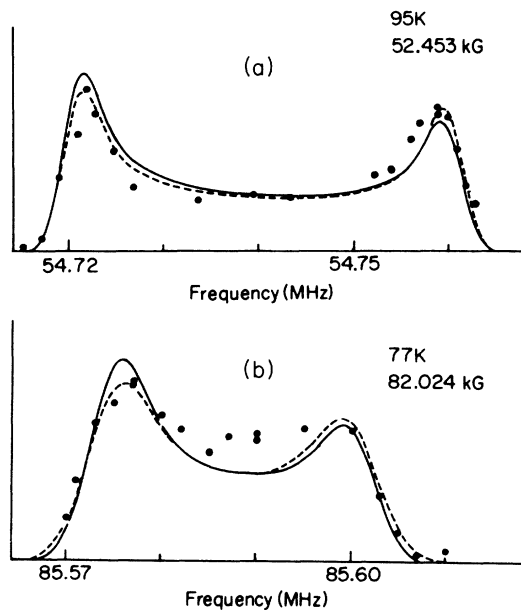 95K
52.453 kG
(a)
54.72
54.75
Frequency (MHz)
77K
82.024 kG
(b)
85.57
85.60
Frequency (MHz)